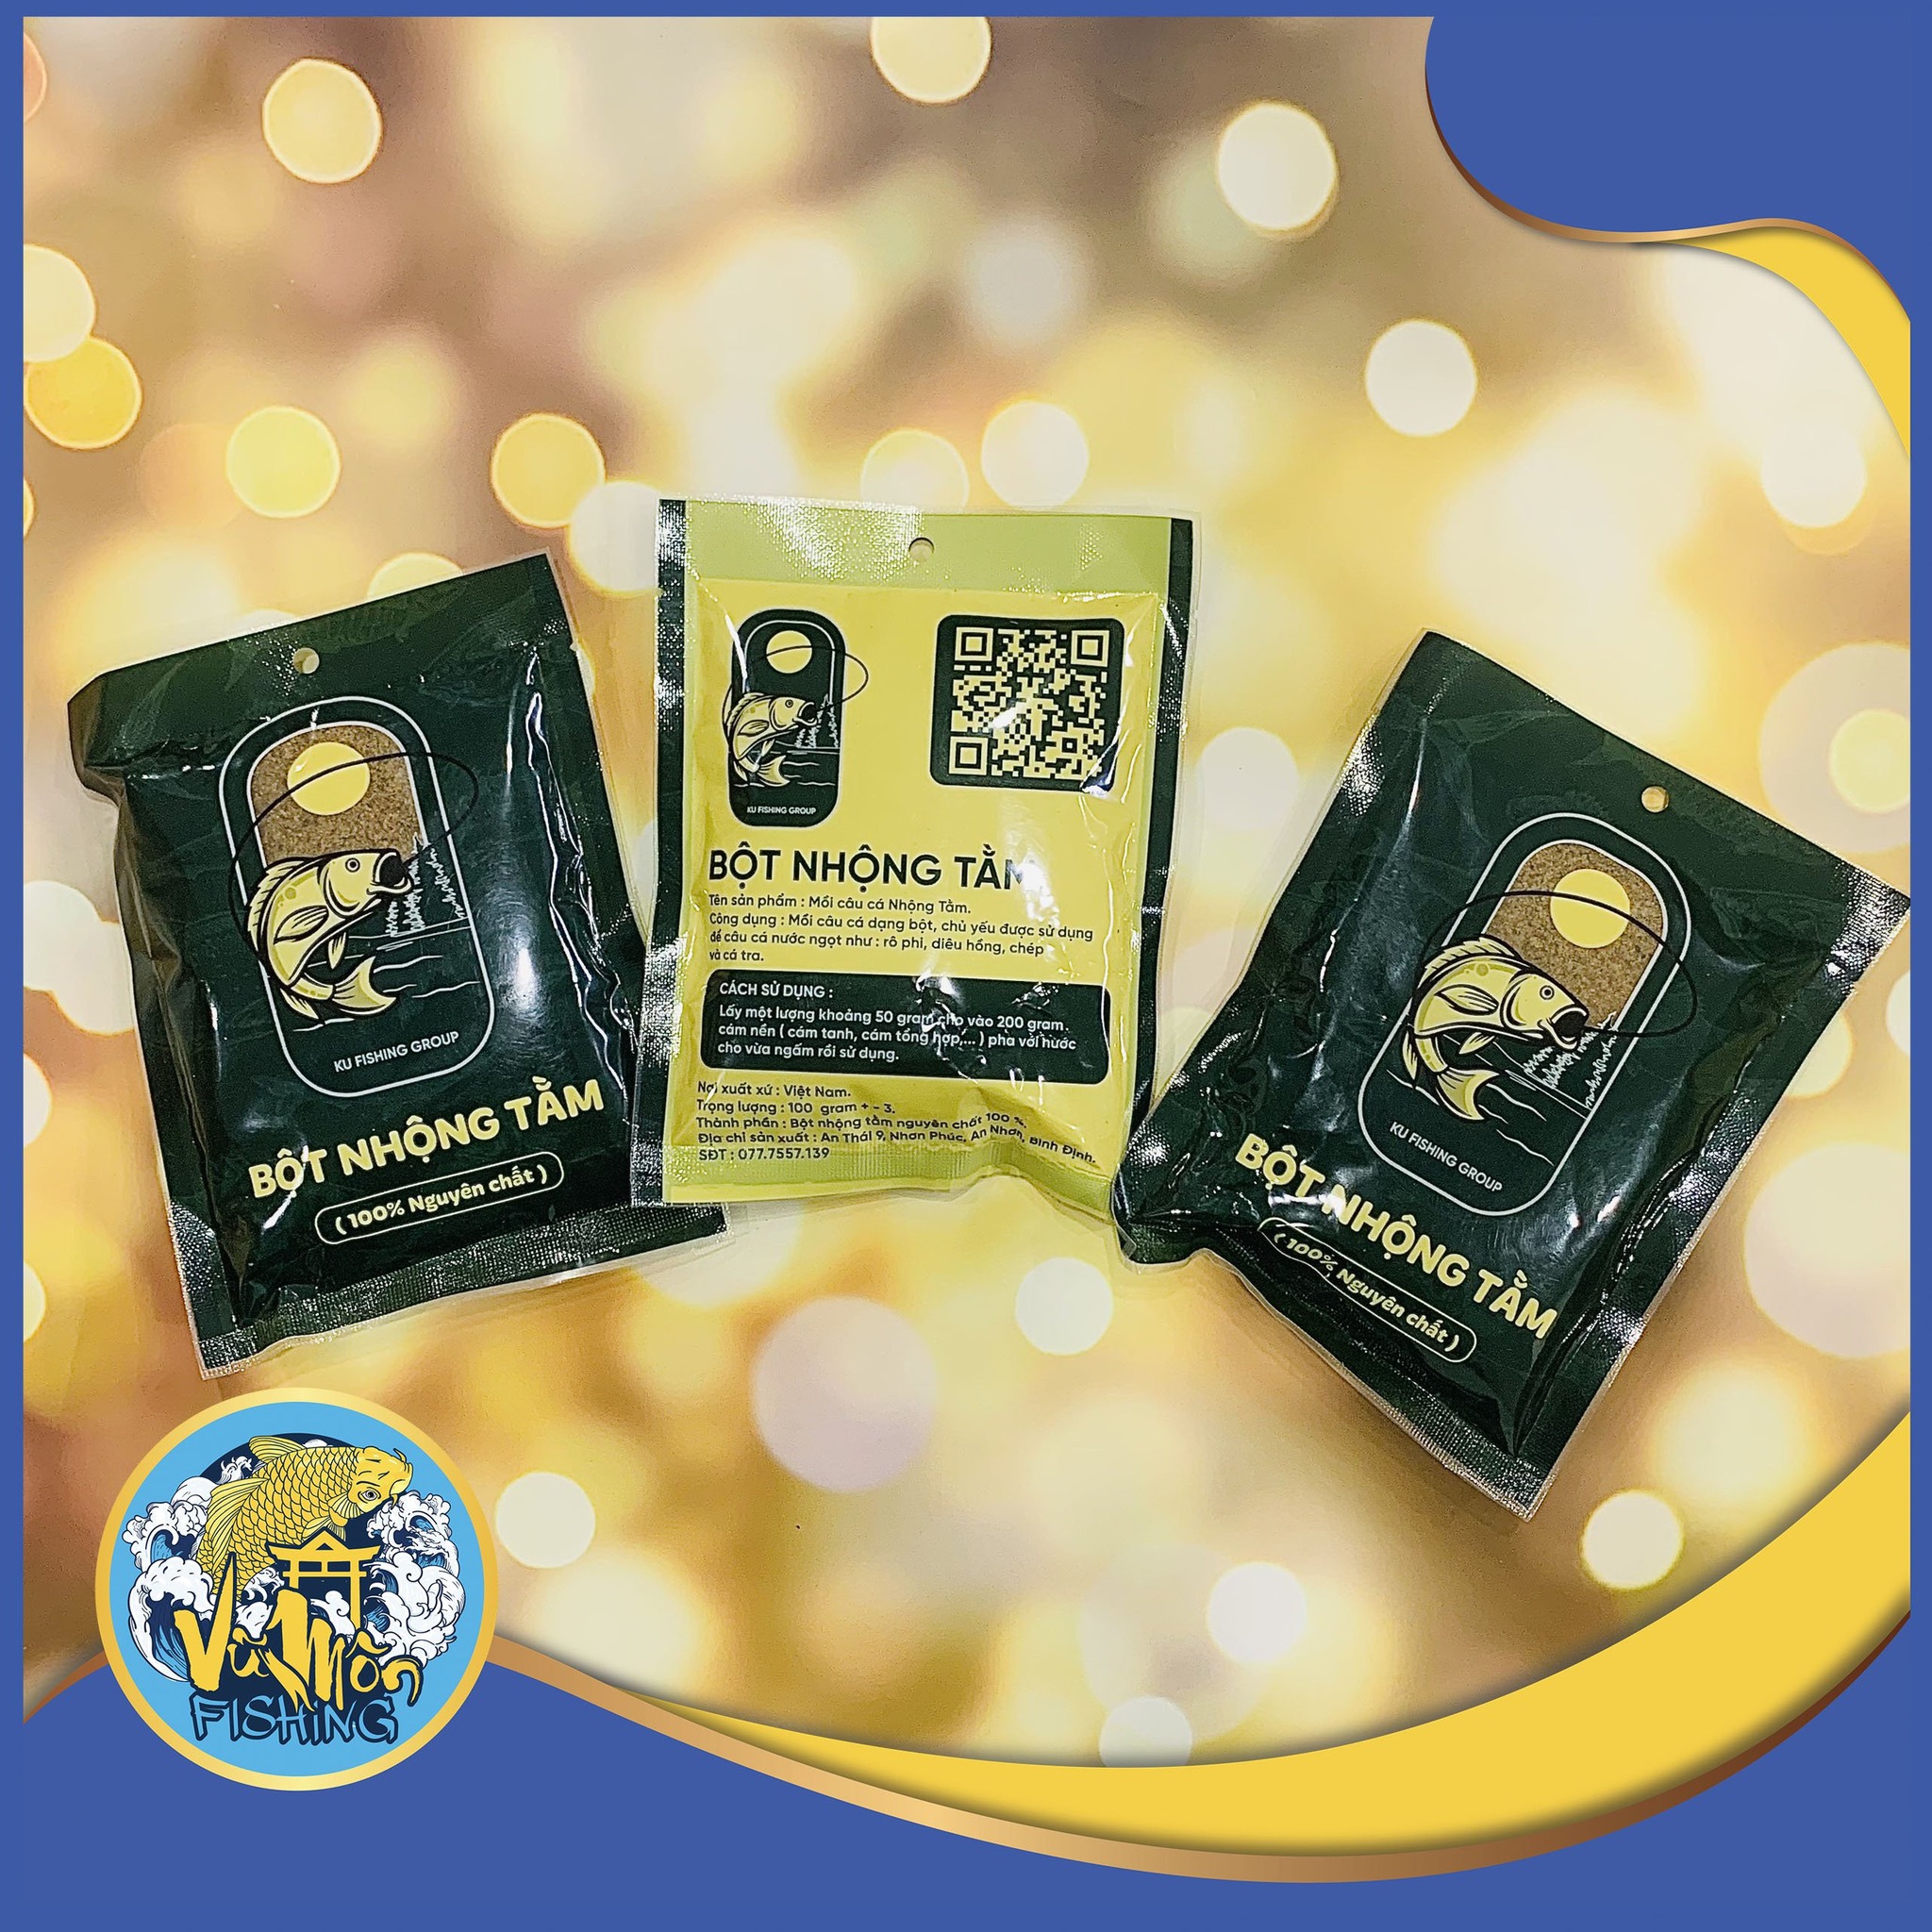 KU FISHING GROUP
BỘT NHỘNG TẰM
( 100% Nguyên chất )
KU FISHING GROUP
BỘT NHỘNG TẰM
Tên sản phẩm : Mồi câu cá Nhộng Tằm.
Công dụng : Mồi câu cá dạng bột, chủ yếu được sử dụng
để câu cá nước ngọt như : rô phi, diêu hồng, chép
và cá tra.
CÁCH SỬ DỤNG :
Lấy một lượng khoảng 50 gram cho vào 200 gram.
cám nền ( cám tanh, cám tổng hợp,... ) pha với nước
cho vừa ngấm rồi sử dụng.
Nơi xuất xứ : Việt Nam.
Trọng lượng : 100 gram + - 3.
Thành phần : Bột nhộng tằm nguyên chất 100 %.
Địa chỉ sản xuất : An Thái 9, Nhơn Phúc, An Nhơn, Bình Định.
SĐT : 077.7557.139
KU FISHING GROUP
BỘT NHỘNG TẰM
( 100% Nguyên chất )
Vũ Môn
FISHING